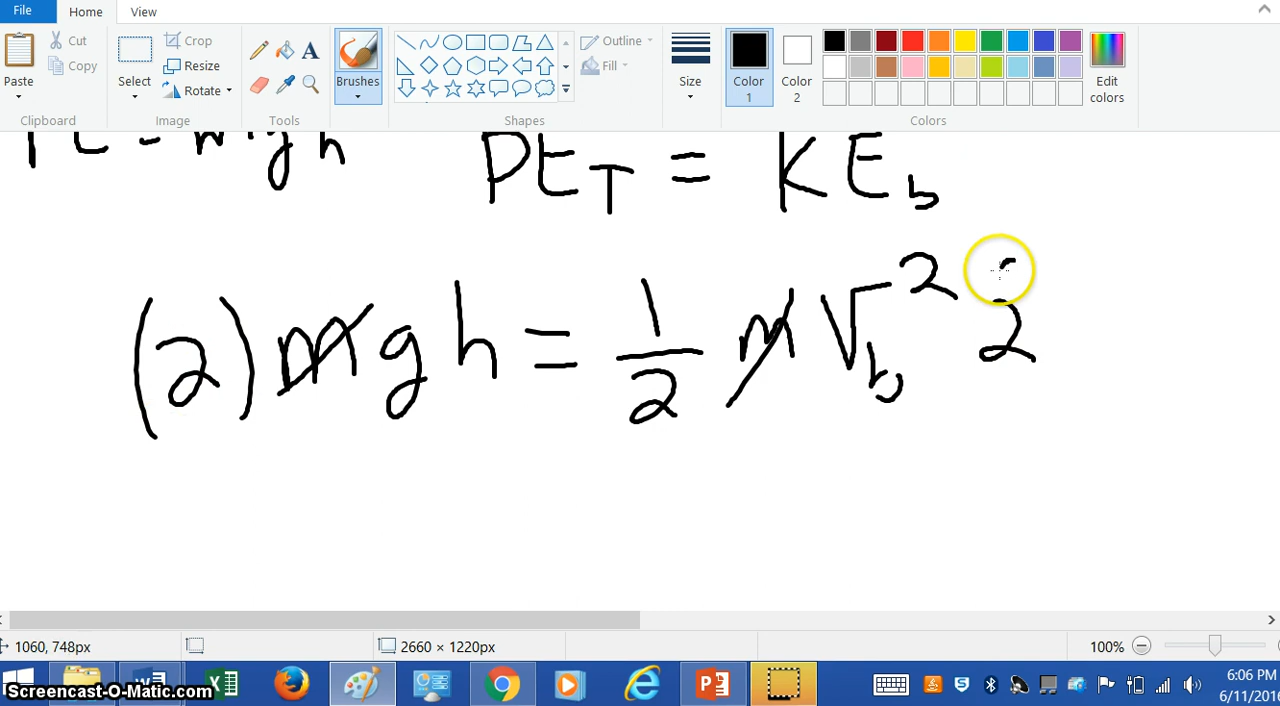 File Home View
Cut
Copy
Paste
Clipboard
Select
Crop
Resize
Rotate
Image
A
Tools
Brushes
Outline
Fill
Shapes
Size
Color 1
Color 2
Edit colors
Colors
PE = mgh PE_T = KE_b
(2) mgh = 1/2 m v_b^2 2
1060, 748px
2660 × 1220px
100%
Screencast-O-Matic.com
6:06 PM